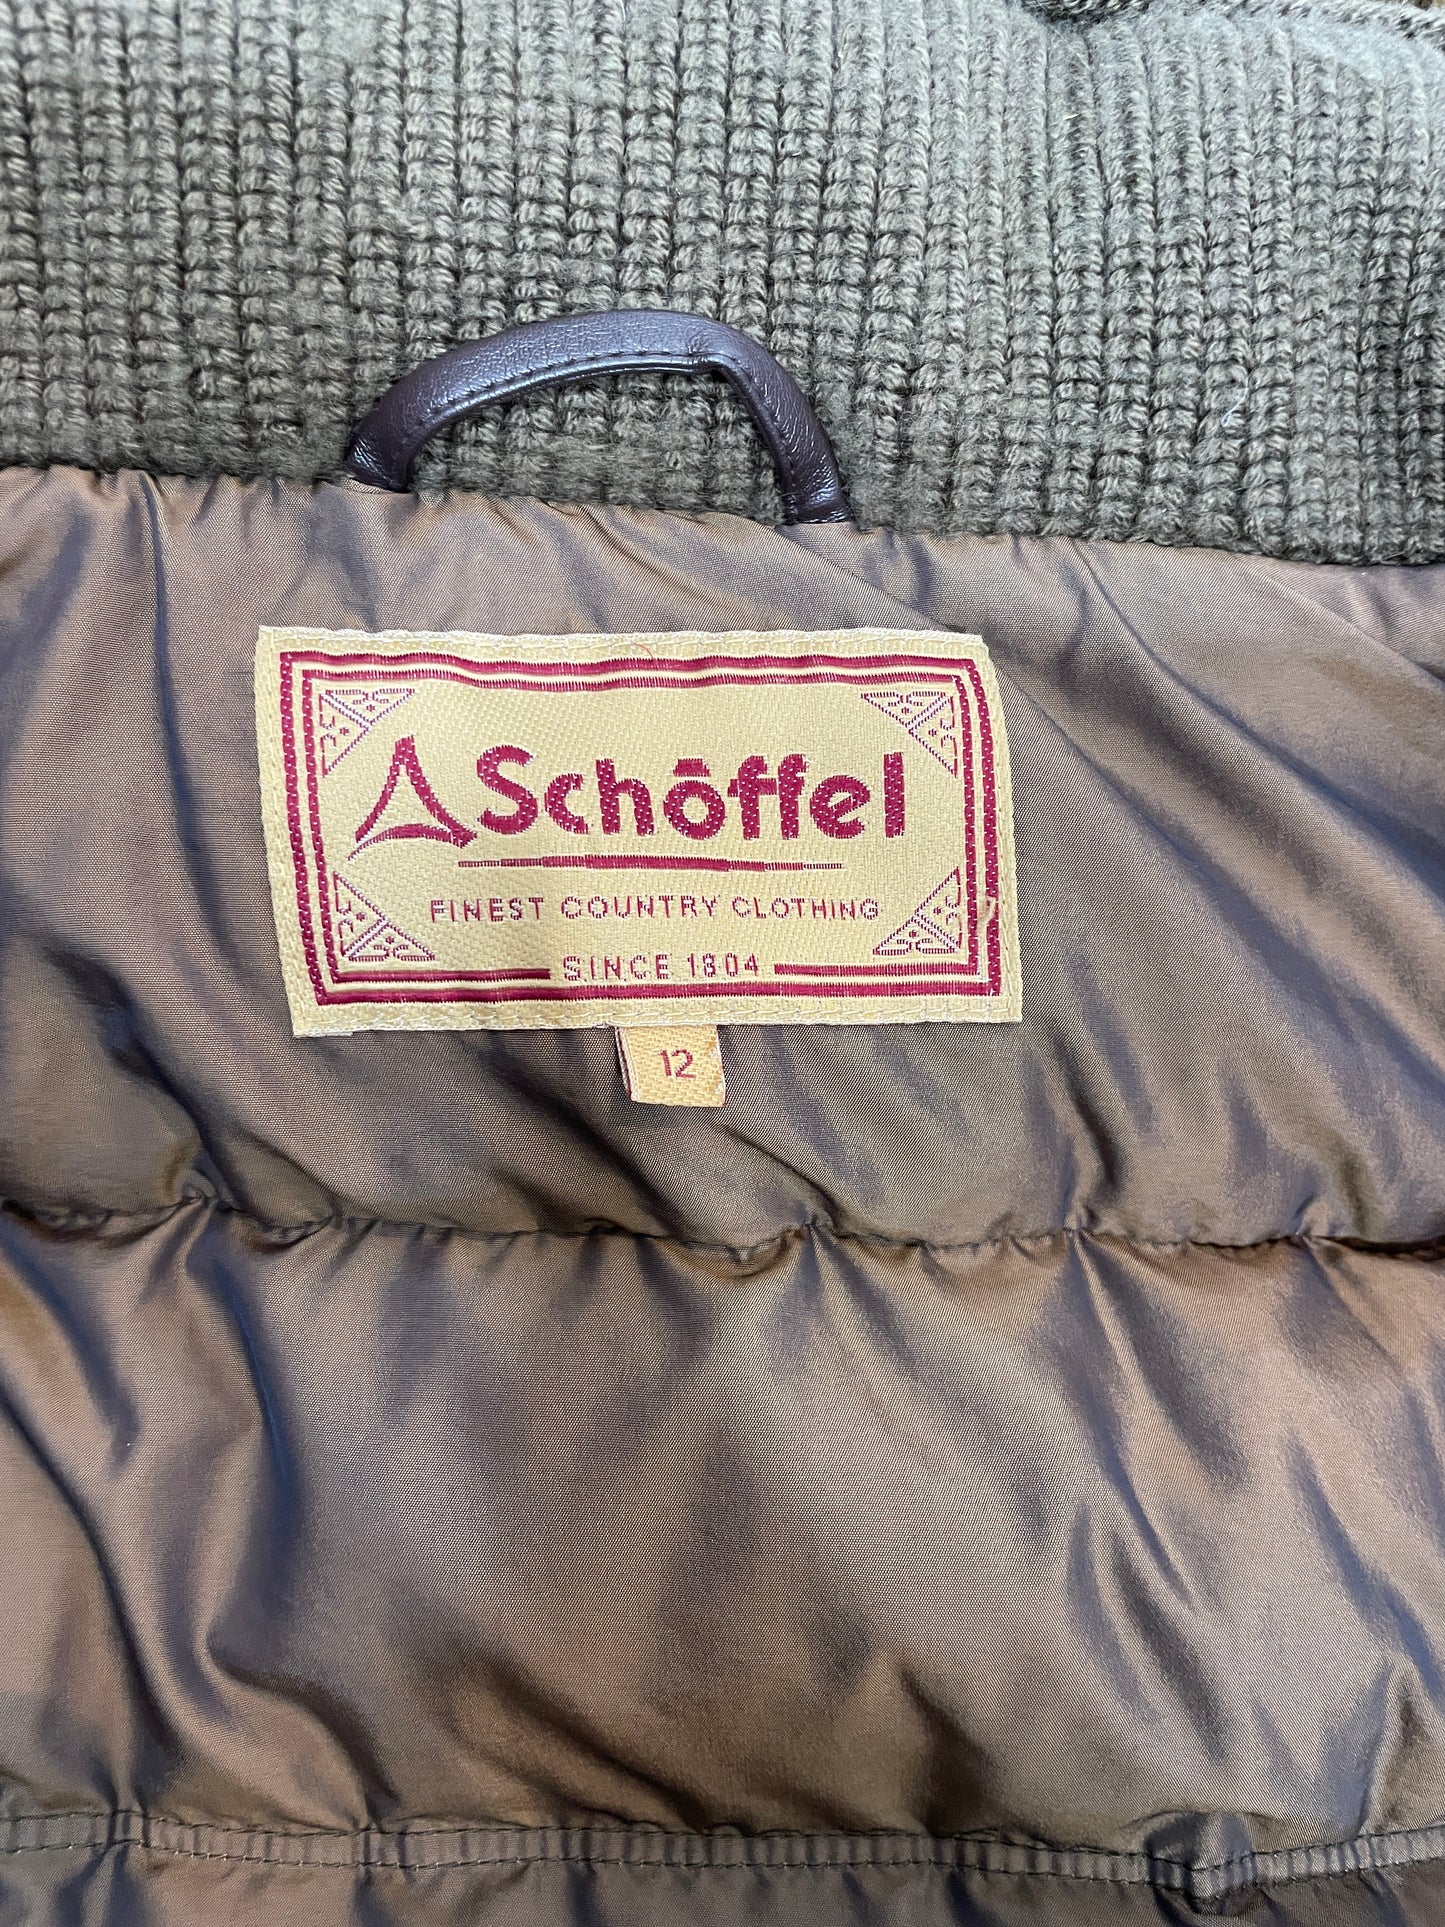 Schöffel
FINEST COUNTRY CLOTHING
SINCE 1804
12